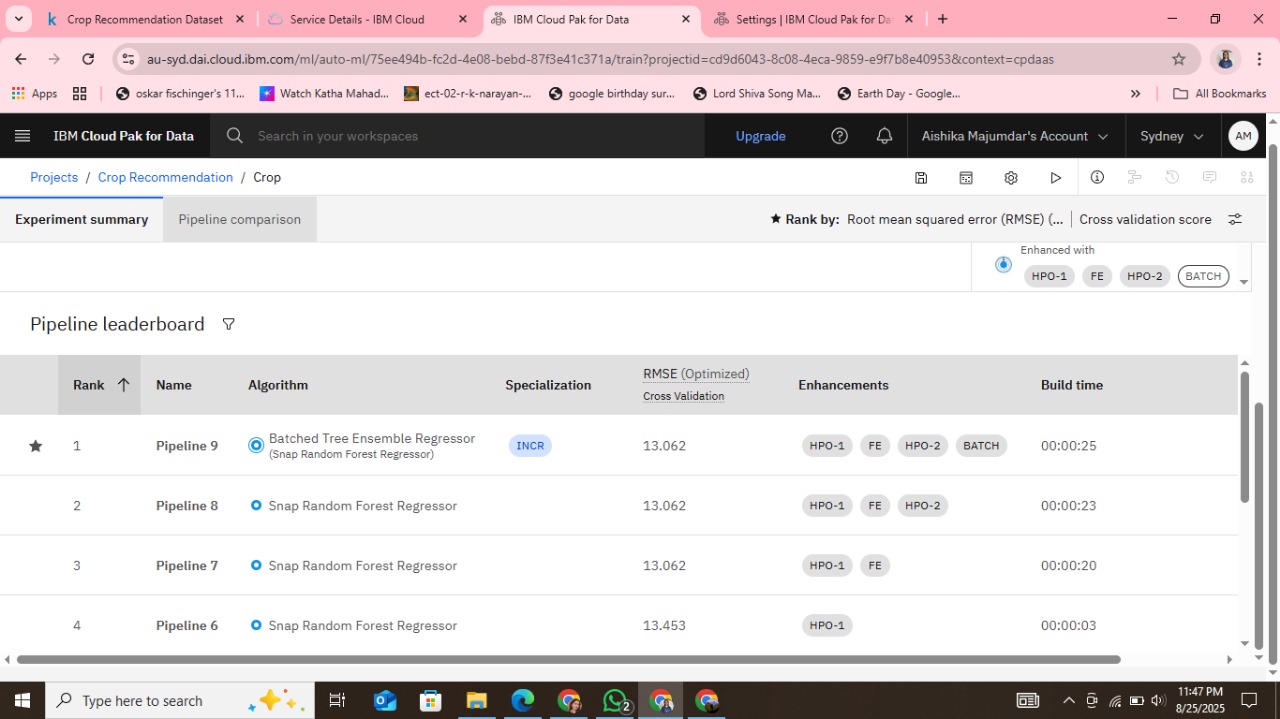 Crop Recommendation Dataset
Service Details - IBM Cloud
IBM Cloud Pak for Data
Settings | IBM Cloud Pak for Da
au-syd.dai.cloud.ibm.com/ml/auto-ml/75ee494b-fc2d-4e08-bebd-87f3e41c371a/train?projectid=cd9d6043-8c08-4eca-9859-e9f7b8e40953&context=cpdaas
Apps
oskar fischinger's 11...
Watch Katha Mahad...
ect-02-r-k-narayan-...
google birthday sur...
Lord Shiva Song Ma...
Earth Day - Google...
All Bookmarks
IBM Cloud Pak for Data
Search in your workspaces
Upgrade
Aishika Majumdar's Account
Sydney
AM
Projects / Crop Recommendation / Crop
Experiment summary
Pipeline comparison
Rank by: Root mean squared error (RMSE) (...
Cross validation score
Enhanced with
HPO-1 FE HPO-2 BATCH
Pipeline leaderboard
Rank Name Algorithm Specialization RMSE (Optimized) Cross Validation Enhancements Build time
1 Pipeline 9 Batched Tree Ensemble Regressor (Snap Random Forest Regressor) INCR 13.062 HPO-1 FE HPO-2 BATCH 00:00:25
2 Pipeline 8 Snap Random Forest Regressor 13.062 HPO-1 FE HPO-2 00:00:23
3 Pipeline 7 Snap Random Forest Regressor 13.062 HPO-1 FE 00:00:20
4 Pipeline 6 Snap Random Forest Regressor 13.453 HPO-1 00:00:03
Type here to search
2
11:47 PM
8/25/2025